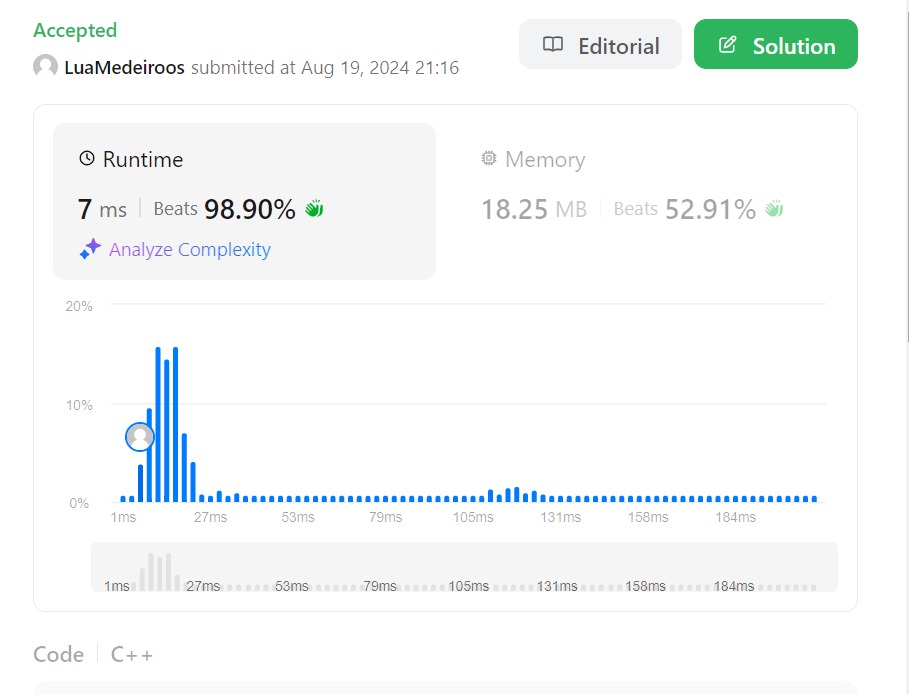 Accepted
Editorial
Solution
LuaMedeiroos submitted at Aug 19, 2024 21:16
Runtime
Memory
7 ms | Beats 98.90%
18.25 MB | Beats 52.91%
Analyze Complexity
20%
10%
0%
1ms 27ms 53ms 79ms 105ms 131ms 158ms 184ms
1ms 27ms 53ms 79ms 105ms 131ms 158ms 184ms
Code | C++